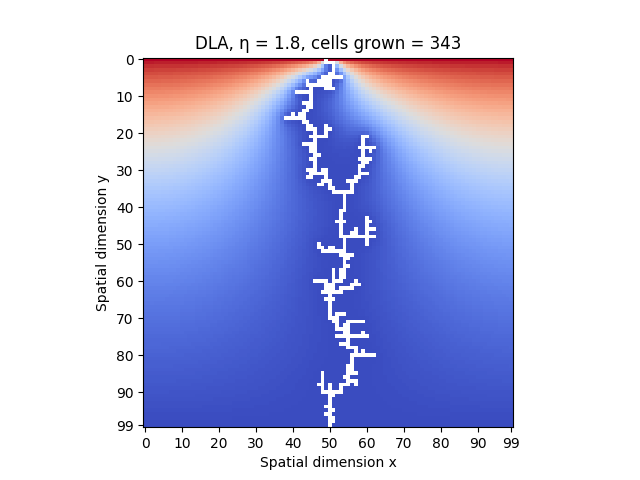 DLA, η = 1.8, cells grown = 343
0
10
20
30
40
50
60
70
80
90
99
Spatial dimension y
0 10 20 30 40 50 60 70 80 90 99
Spatial dimension x